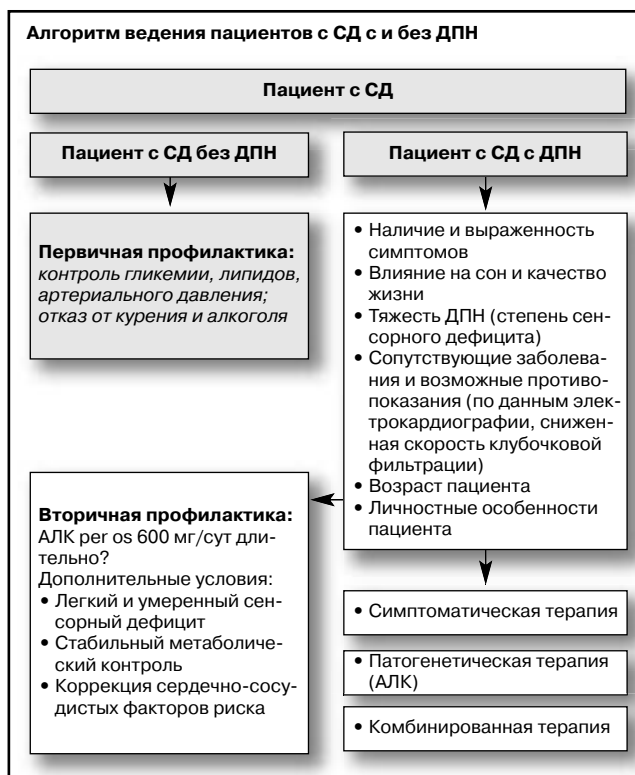 Алгоритм ведения пациентов с СД с и без ДПН
Пациент с СД
Пациент с СД без ДПН
Первичная профилактика:
контроль гликемии, липидов,
артериального давления;
отказ от курения и алкоголя
Пациент с СД с ДПН
• Наличие и выраженность
симптомов
• Влияние на сон и качество
жизни
• Тяжесть ДПН (степень сен-
сорного дефицита)
• Сопутствующие заболева-
ния и возможные противо-
показания (по данным элек-
трокардиографии, снижен-
ная скорость клубочковой
фильтрации)
• Возраст пациента
• Личностные особенности
пациента
Вторичная профилактика:
АЛК per os 600 мг/сут дли-
тельно?
Дополнительные условия:
• Легкий и умеренный сен-
сорный дефицит
• Стабильный метаболиче-
ский контроль
• Коррекция сердечно-сосу-
дистых факторов риска
• Симптоматическая терапия
• Патогенетическая терапия
(АЛК)
• Комбинированная терапия